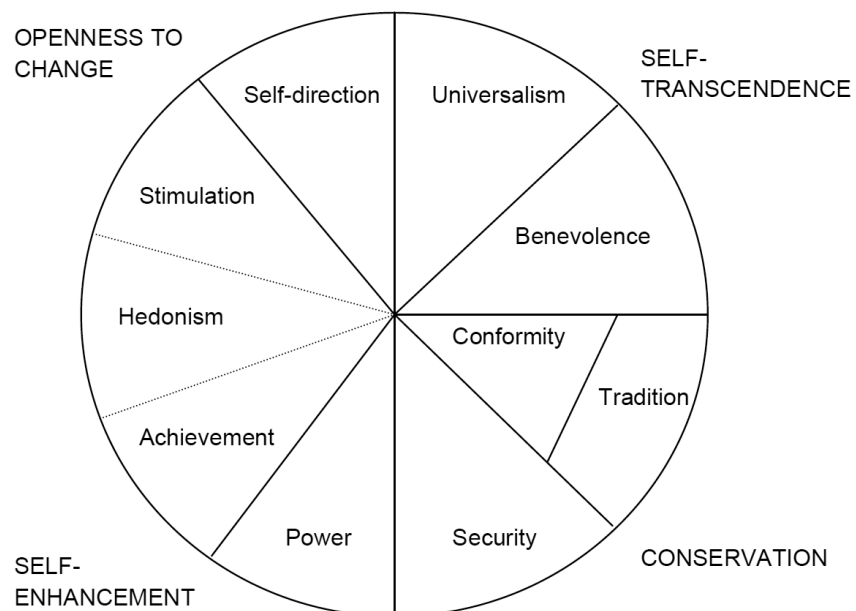 OPENNESS TO
CHANGE
SELF-
TRANSCENDENCE
Self-direction
Universalism
Stimulation
Benevolence
Hedonism
Conformity
Tradition
Achievement
Power
Security
SELF-
ENHANCEMENT
CONSERVATION